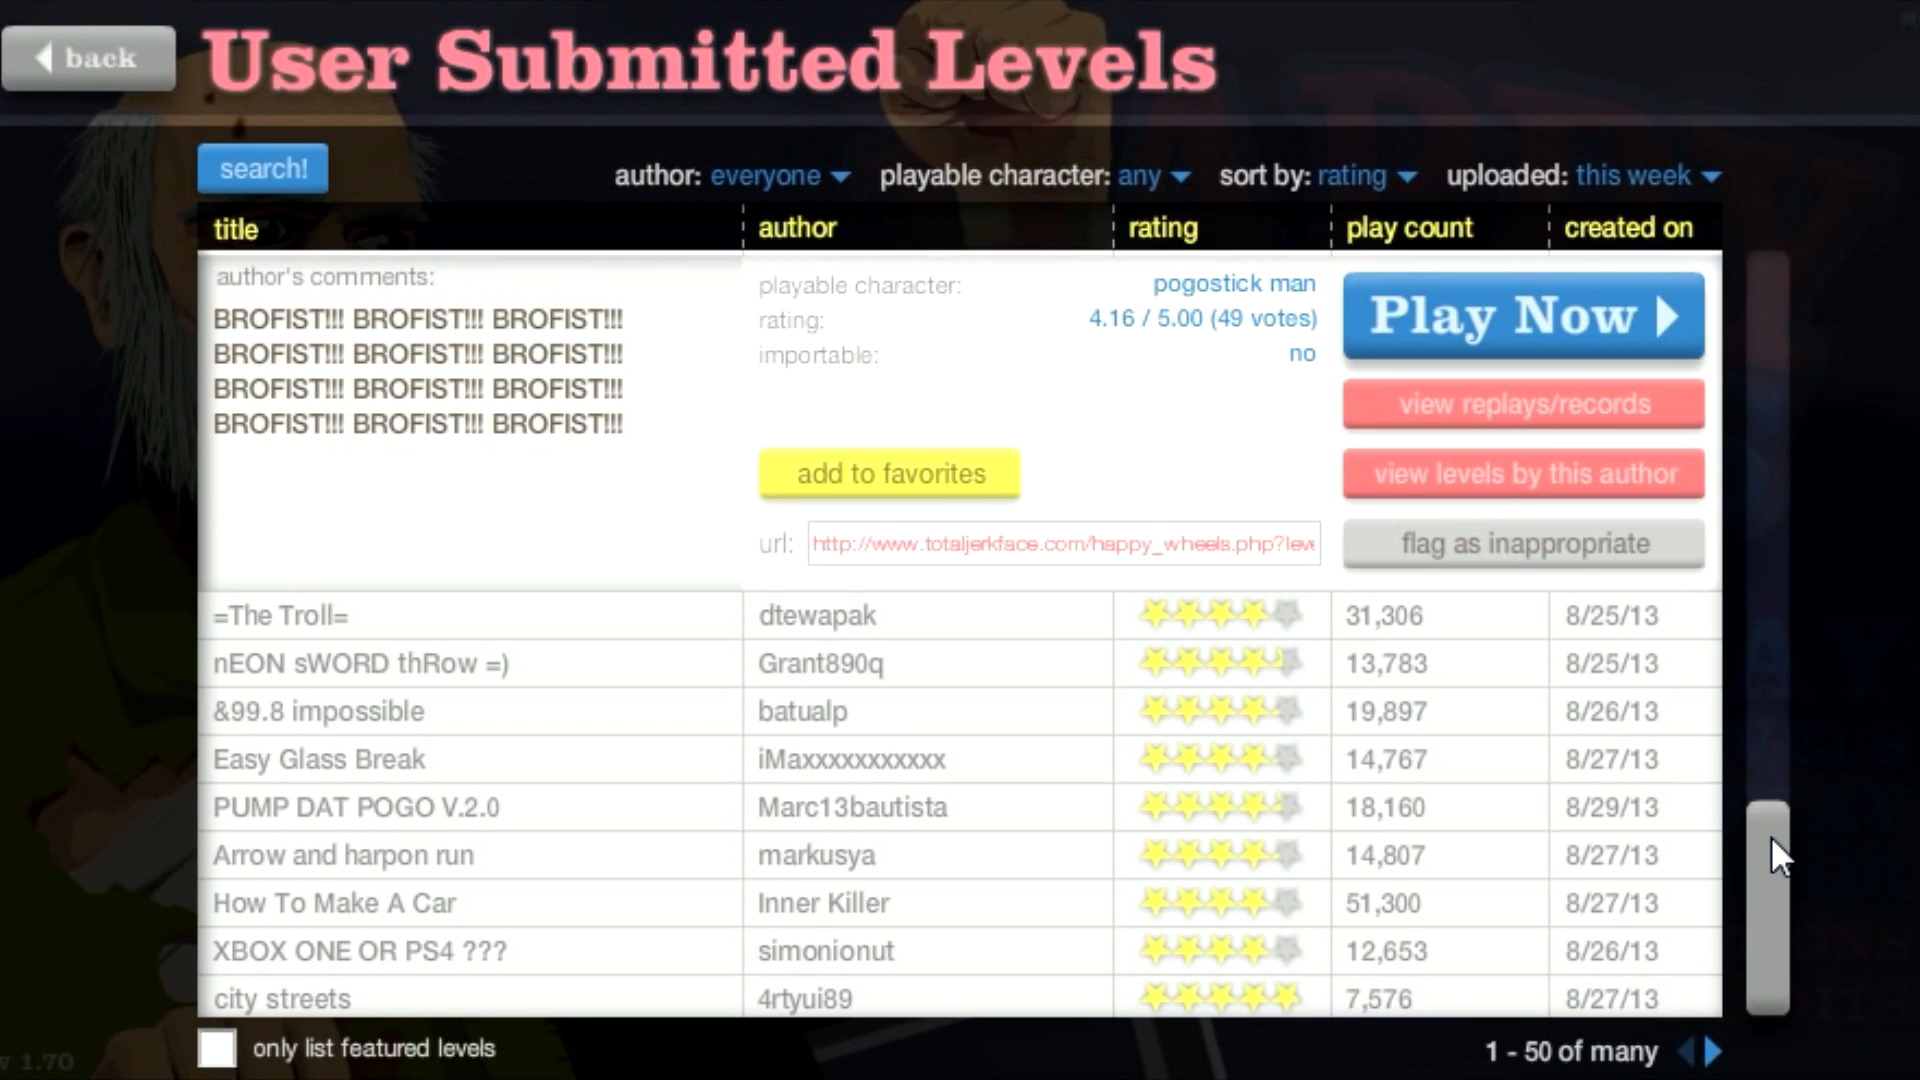 back
User Submitted Levels
search!
author: everyone playable character: any sort by: rating uploaded: this week
title author rating play count created on
author's comments:
BROFIST!!! BROFIST!!! BROFIST!!!
BROFIST!!! BROFIST!!! BROFIST!!!
BROFIST!!! BROFIST!!! BROFIST!!!
BROFIST!!! BROFIST!!! BROFIST!!!
playable character: pogostick man
rating: 4.16 / 5.00 (49 votes)
importable: no
add to favorites
url: http://www.totaljerkface.com/happy_wheels.php?leve
Play Now
view replays/records
view levels by this author
flag as inappropriate
=The Troll= dtewapak 31,306 8/25/13
nEON sWORD thRow =) Grant890q 13,783 8/25/13
&99.8 impossible batualp 19,897 8/26/13
Easy Glass Break iMaxxxxxxxxxxx 14,767 8/27/13
PUMP DAT POGO V.2.0 Marc13bautista 18,160 8/29/13
Arrow and harpon run markusya 14,807 8/27/13
How To Make A Car Inner Killer 51,300 8/27/13
XBOX ONE OR PS4 ??? simonionut 12,653 8/26/13
city streets 4rtyui89 7,576 8/27/13
only list featured levels
1 - 50 of many
v 1.70